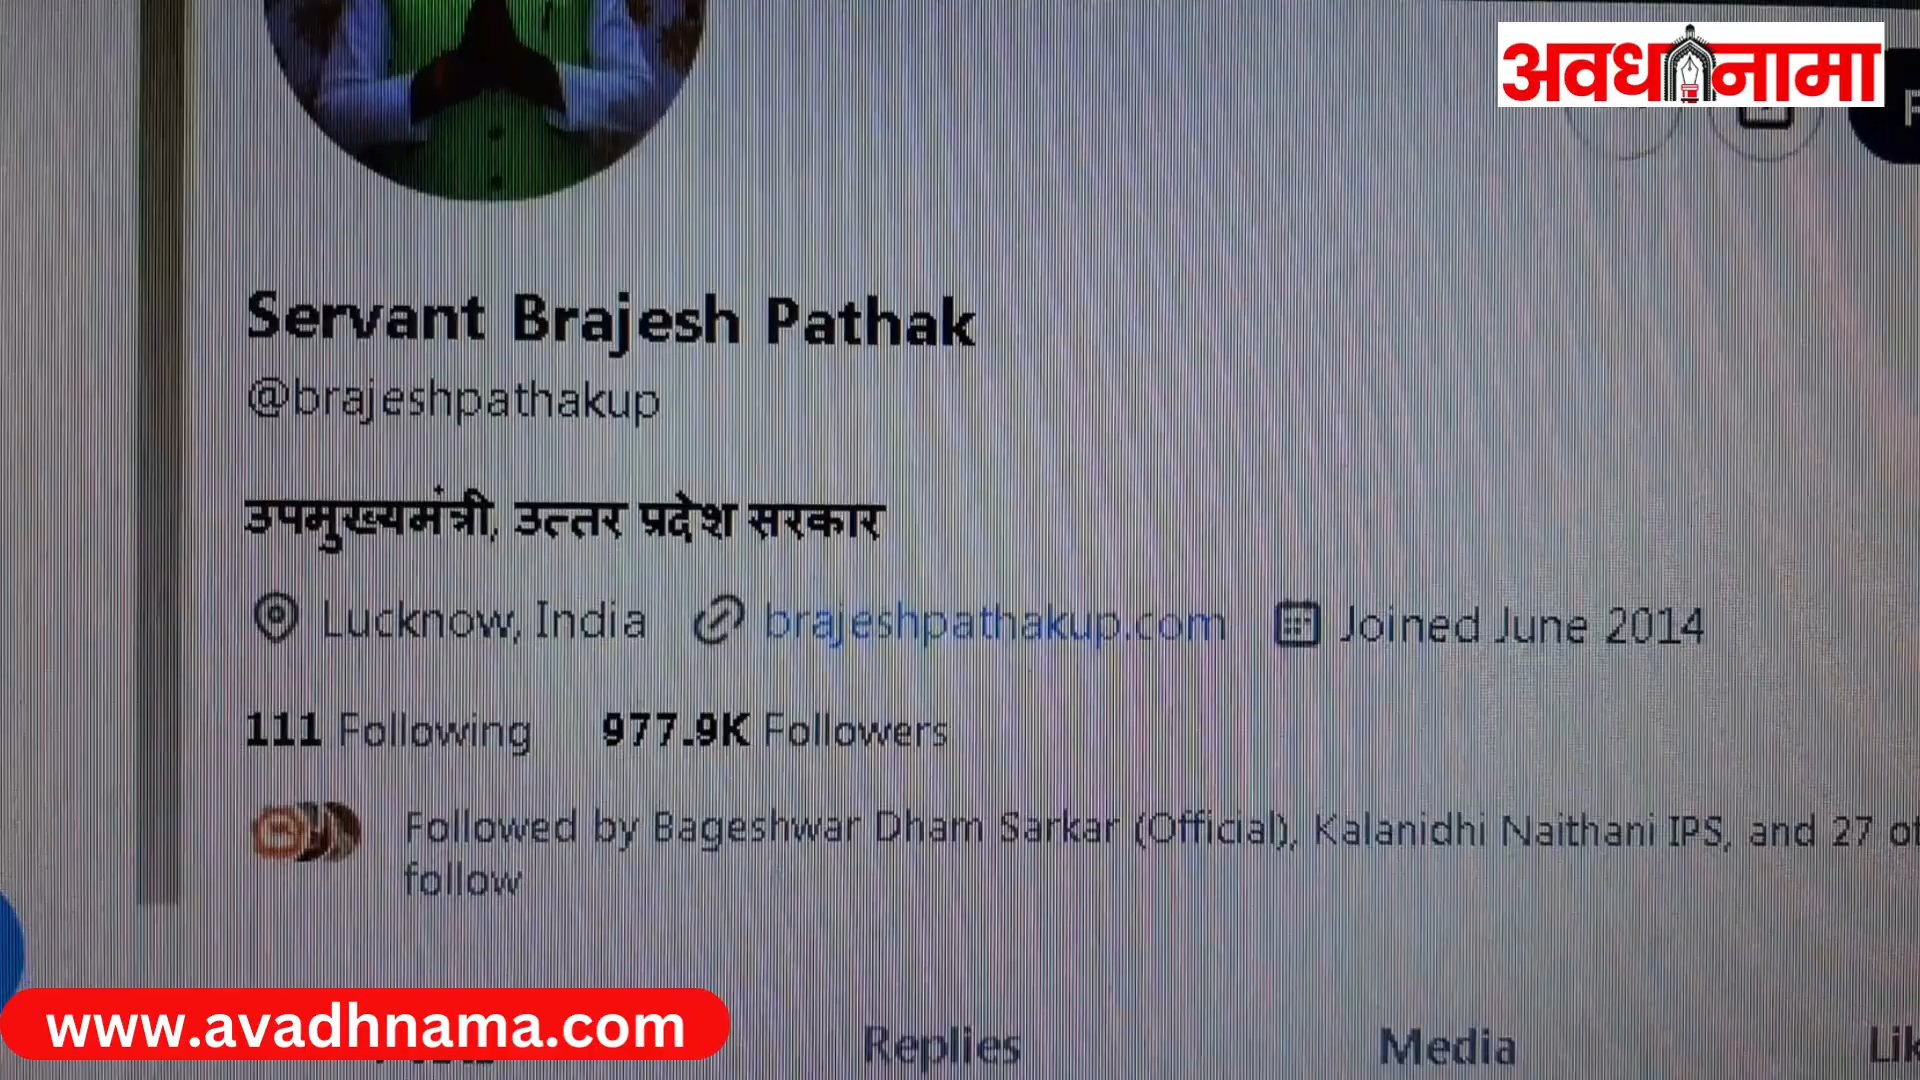 अवधनामा
Servant Brajesh Pathak
@brajeshpathakup
उपमुख्यमंत्री, उत्तर प्रदेश सरकार
Lucknow, India brajeshpathakup.com Joined June 2014
111 Following 977.9K Followers
Followed by Bageshwar Dham Sarkar (Official), Kalanidhi Naithani IPS, and 27
follow
www.avadhnama.com
Replies Media